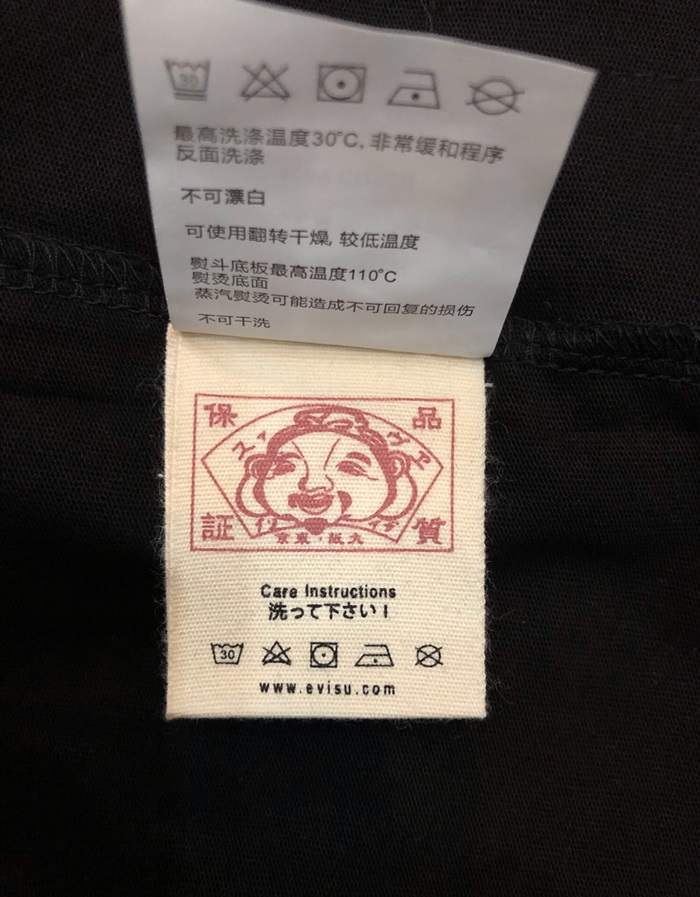 30
最高洗涤温度30°C, 非常缓和程序
反面洗涤
不可漂白
可使用翻转干燥, 较低温度
熨斗底板最高温度110°C
熨烫底面
蒸汽熨烫可能造成不可回复的损伤
不可干洗
保 品
証 質
京東・阪大
Care Instructions
洗って下さい!
30
www.evisu.com